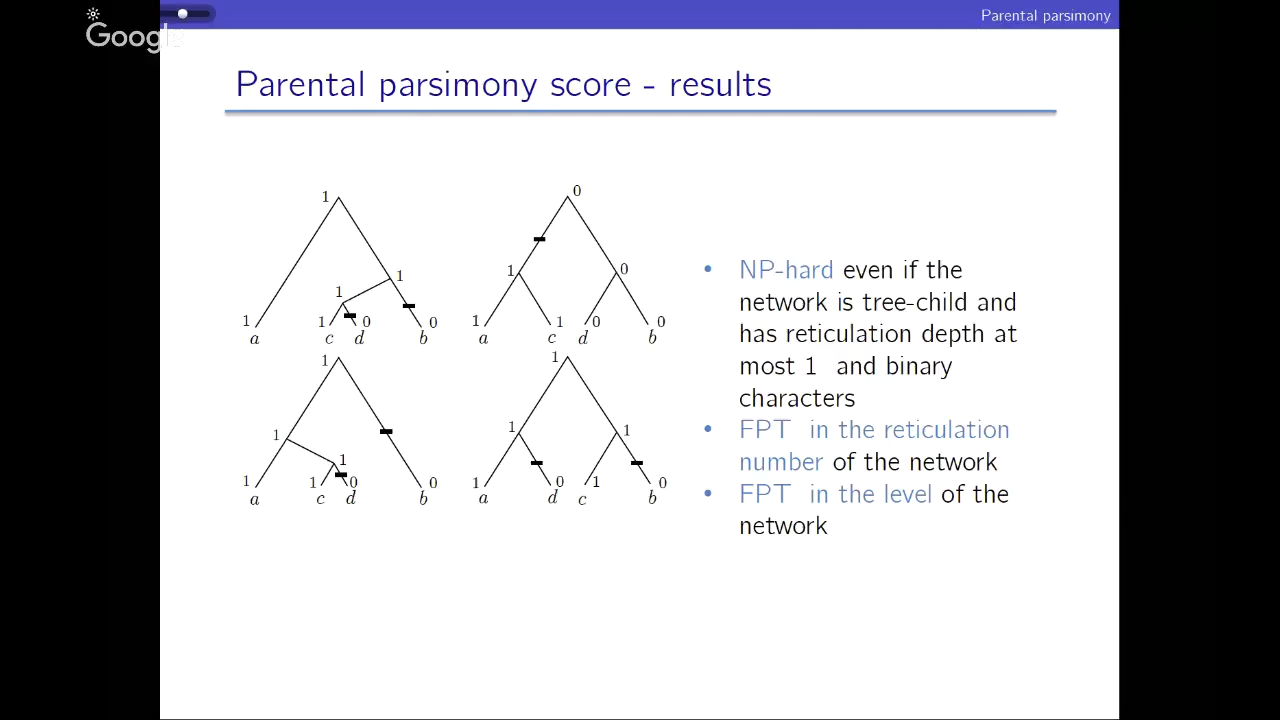 Parental parsimony
Google
Parental parsimony score - results
1
1
1
1 1 0 0
a c d b
0
1 0
1 1 0 0
a c d b
1
1
1
1 1 0 0
a c d b
1
1 1
1 0 1 0
a d c b
• NP-hard even if the
network is tree-child and
has reticulation depth at
most 1 and binary
characters
• FPT in the reticulation
number of the network
• FPT in the level of the
network